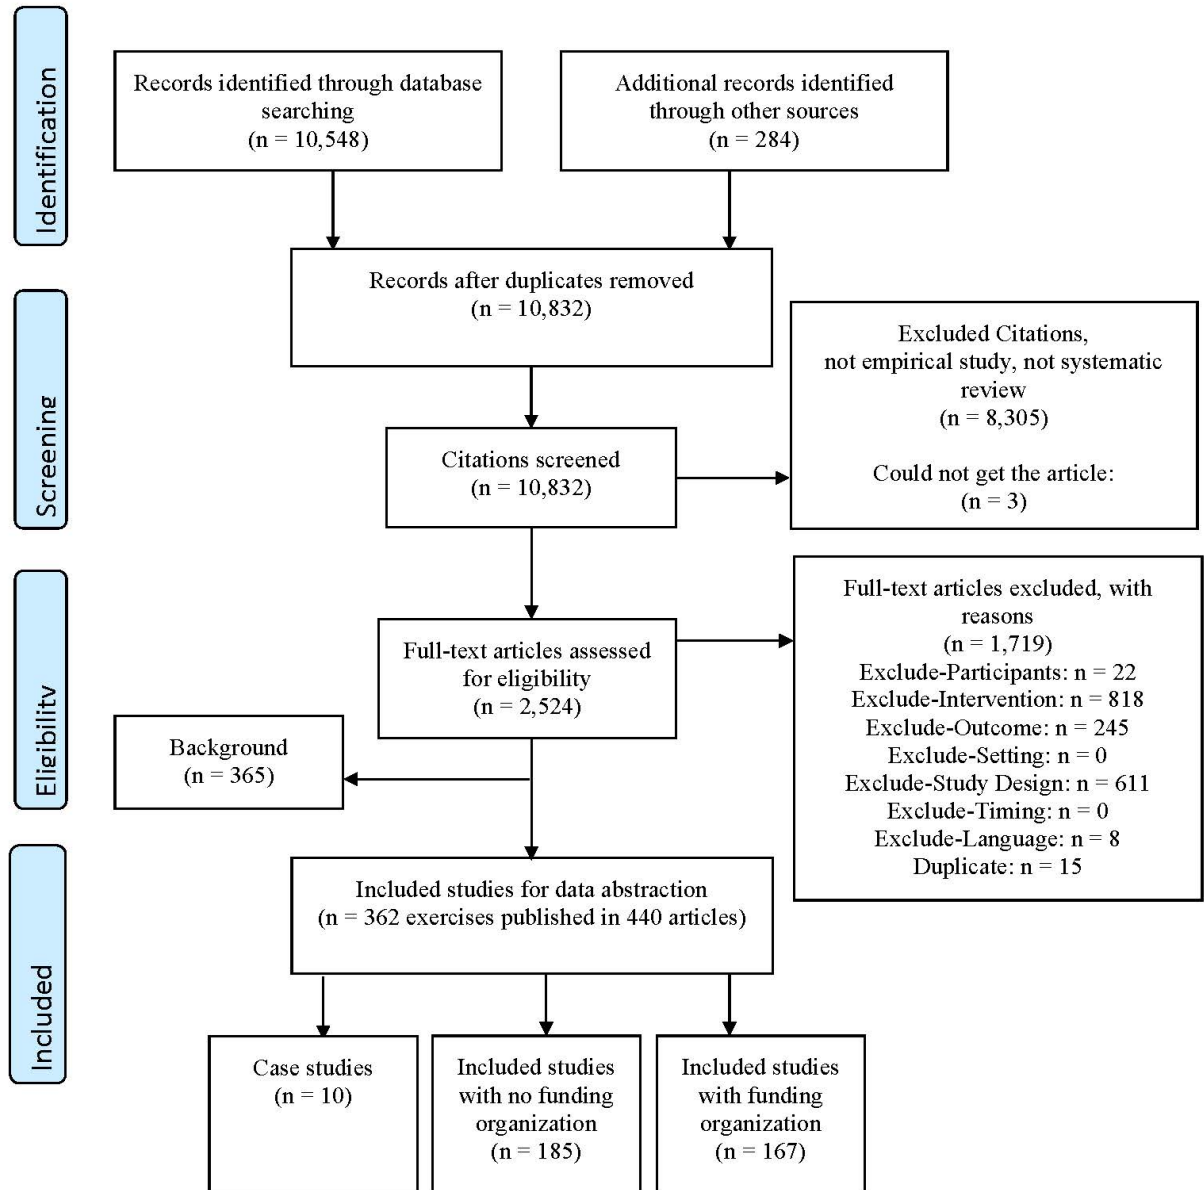 Identification
Records identified through database
searching
(n = 10,548)
Additional records identified
through other sources
(n = 284)
Records after duplicates removed
(n = 10,832)
Screening
Citations screened
(n = 10,832)
Excluded Citations,
not empirical study, not systematic
review
(n = 8,305)
Could not get the article:
(n = 3)
Eligibility
Full-text articles assessed
for eligibility
(n = 2,524)
Full-text articles excluded, with
reasons
(n = 1,719)
Exclude-Participants: n = 22
Exclude-Intervention: n = 818
Exclude-Outcome: n = 245
Exclude-Setting: n = 0
Exclude-Study Design: n = 611
Exclude-Timing: n = 0
Exclude-Language: n = 8
Duplicate: n = 15
Background
(n = 365)
Included
Included studies for data abstraction
(n = 362 exercises published in 440 articles)
Case studies
(n = 10)
Included studies
with no funding
organization
(n = 185)
Included studies
with funding
organization
(n = 167)